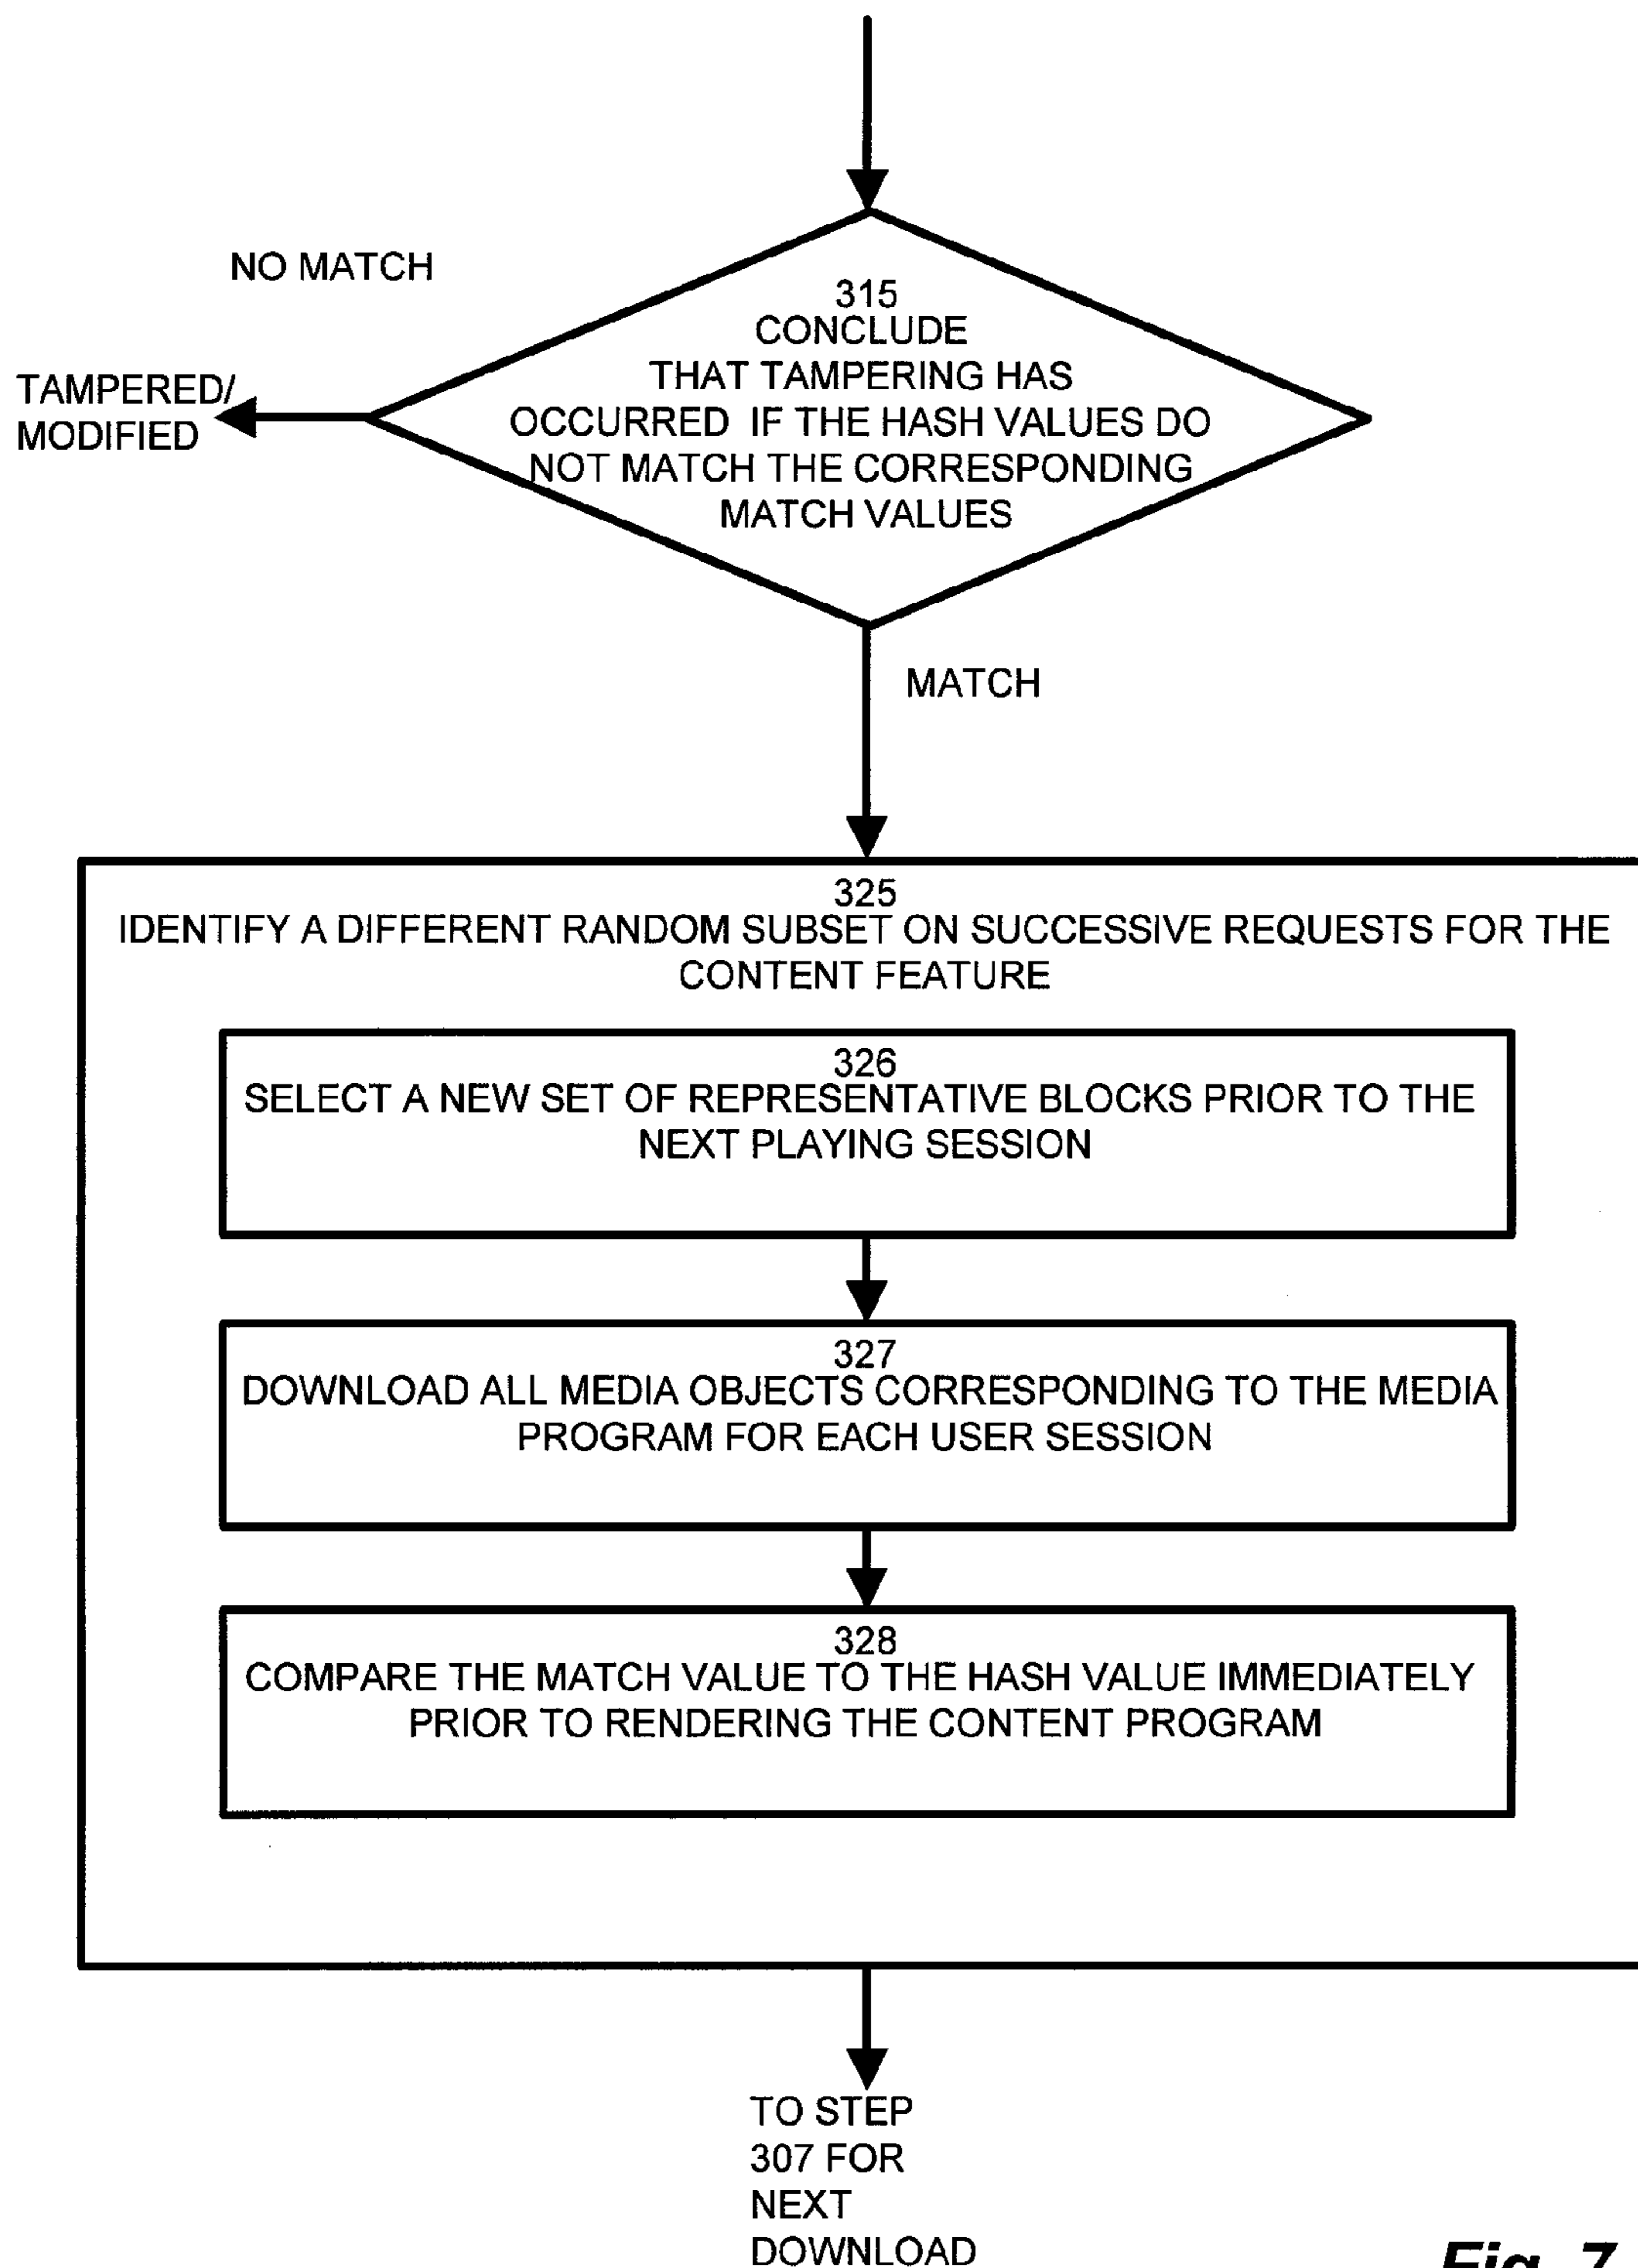 NO MATCH
315
CONCLUDE
THAT TAMPERING HAS
OCCURRED IF THE HASH VALUES DO
NOT MATCH THE CORRESPONDING
MATCH VALUES
TAMPERED/
MODIFIED
MATCH
325
IDENTIFY A DIFFERENT RANDOM SUBSET ON SUCCESSIVE REQUESTS FOR THE
CONTENT FEATURE
326
SELECT A NEW SET OF REPRESENTATIVE BLOCKS PRIOR TO THE
NEXT PLAYING SESSION
327
DOWNLOAD ALL MEDIA OBJECTS CORRESPONDING TO THE MEDIA
PROGRAM FOR EACH USER SESSION
328
COMPARE THE MATCH VALUE TO THE HASH VALUE IMMEDIATELY
PRIOR TO RENDERING THE CONTENT PROGRAM
TO STEP
307 FOR
NEXT
DOWNLOAD
Fig. 7